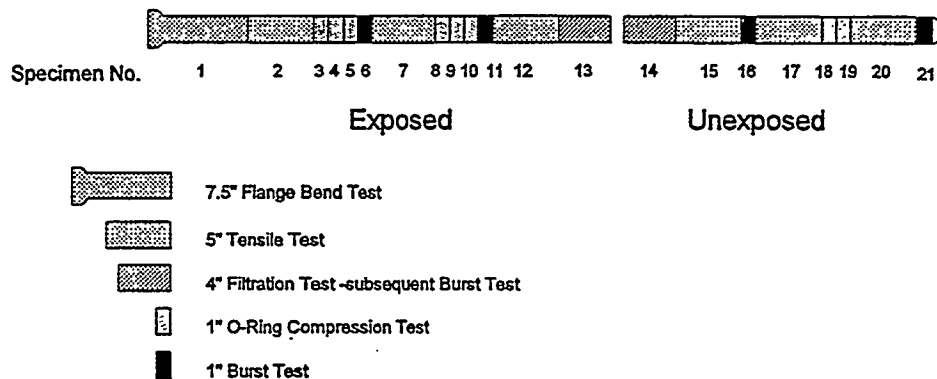 Specimen No. 1 2 3 4 5 6 7 8 9 10 11 12 13 14 15 16 17 18 19 20 21
Exposed Unexposed
7.5" Flange Bend Test
5" Tensile Test
4" Filtration Test -subsequent Burst Test
1" O-Ring Compression Test
1" Burst Test